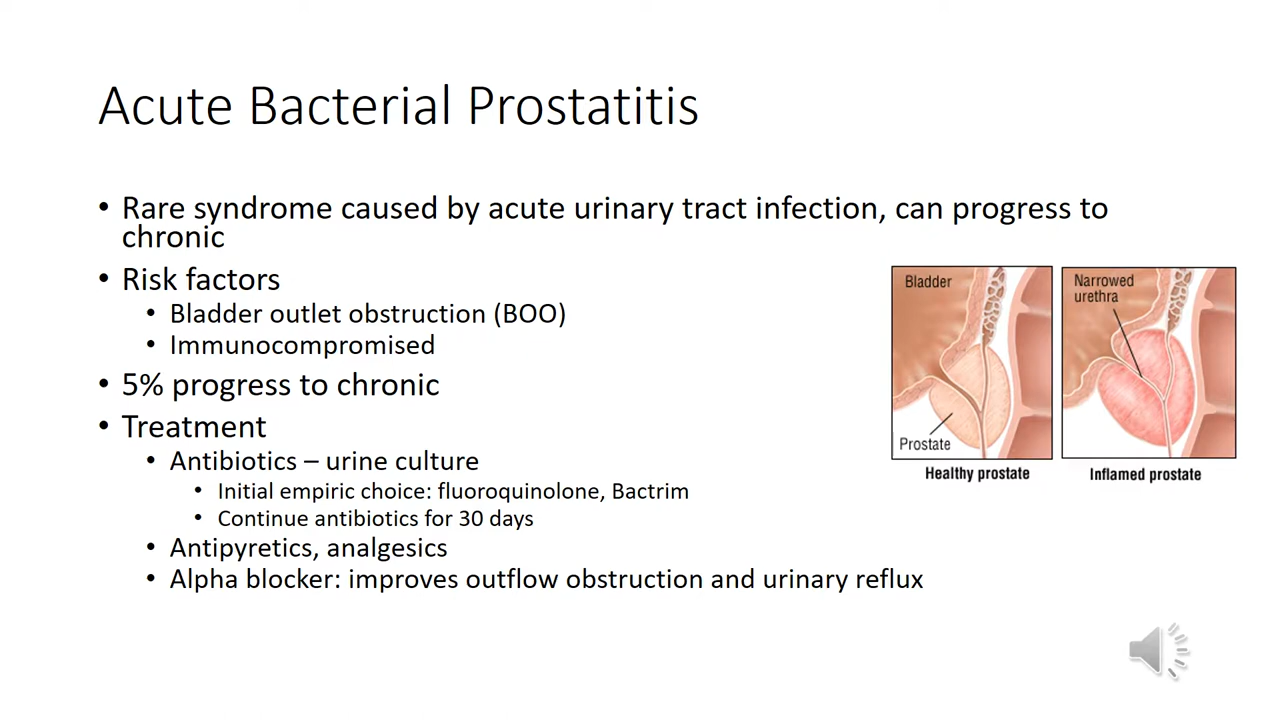 Acute Bacterial Prostatitis
• Rare syndrome caused by acute urinary tract infection, can progress to
chronic
• Risk factors
• Bladder outlet obstruction (BOO)
• Immunocompromised
• 5% progress to chronic
• Treatment
• Antibiotics – urine culture
• Initial empiric choice: fluoroquinolone, Bactrim
• Continue antibiotics for 30 days
• Antipyretics, analgesics
• Alpha blocker: improves outflow obstruction and urinary reflux
Bladder
Prostate
Healthy prostate
Narrowed
urethra
Inflamed prostate